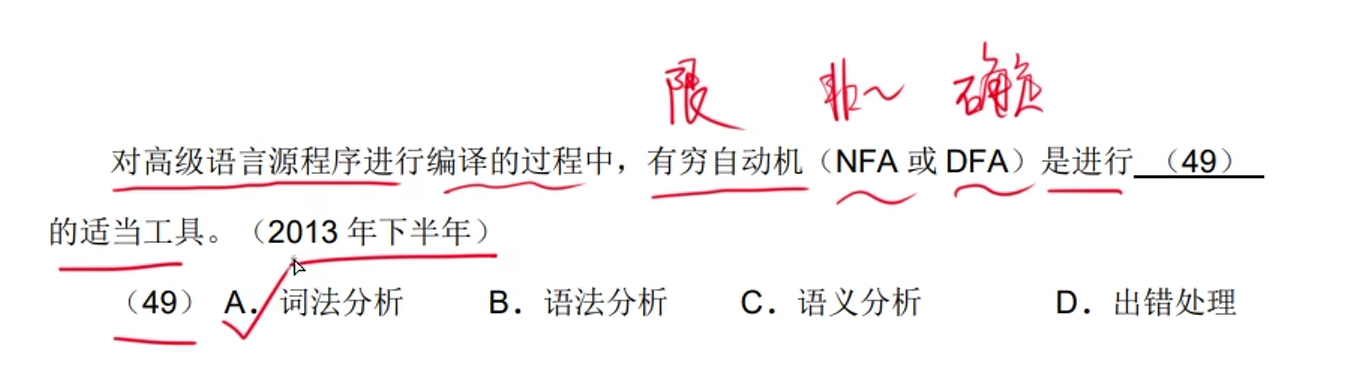 限 非~ 确定
对高级语言源程序进行编译的过程中，有穷自动机（NFA 或 DFA）是进行 （49）
的适当工具。（2013 年下半年）
（49） A．词法分析 B．语法分析 C．语义分析 D．出错处理